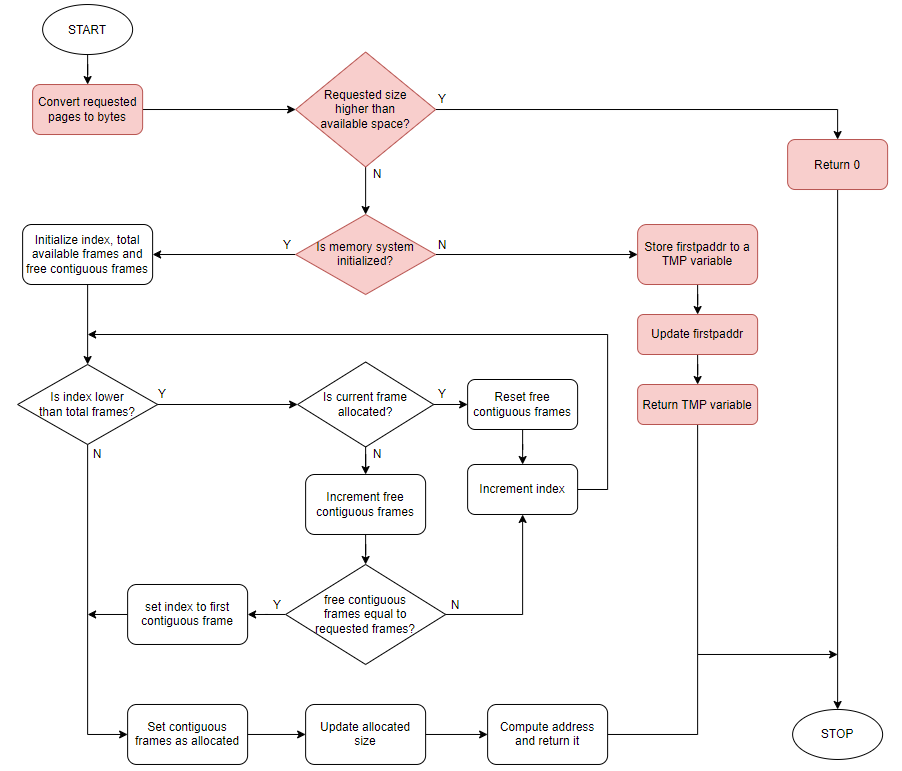 START
Convert requested
pages to bytes
Requested size
higher than
available space?
Y
N
Return 0
Is memory system
initialized?
Y
N
Initialize index, total
available frames and
free contiguous frames
Store firstpaddr to a
TMP variable
Update firstpaddr
Return TMP variable
Is index lower
than total frames?
Y
N
Is current frame
allocated?
Y
N
Reset free
contiguous frames
Increment index
Increment free
contiguous frames
free contiguous
frames equal to
requested frames?
Y
N
set index to first
contiguous frame
Set contiguous
frames as allocated
Update allocated
size
Compute address
and return it
STOP